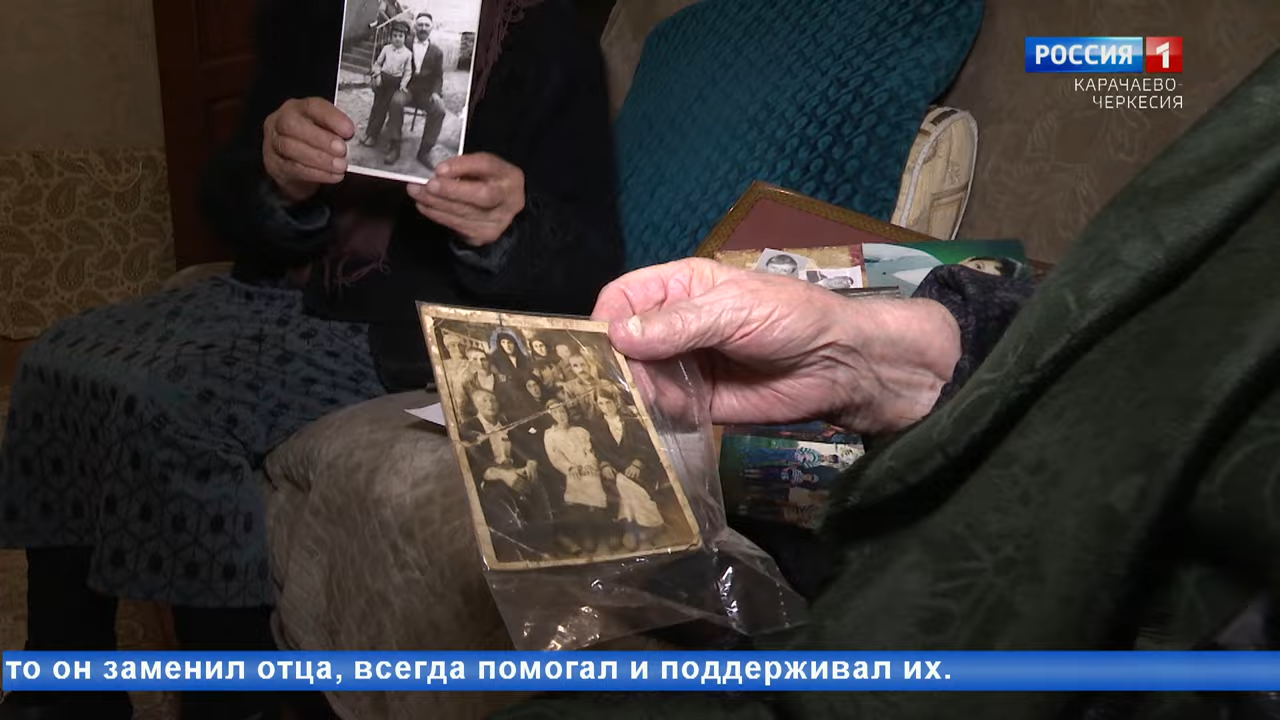 РОССИЯ 1
КАРАЧАЕВО-
ЧЕРКЕСИЯ
то он заменил отца, всегда помогал и поддерживал их.